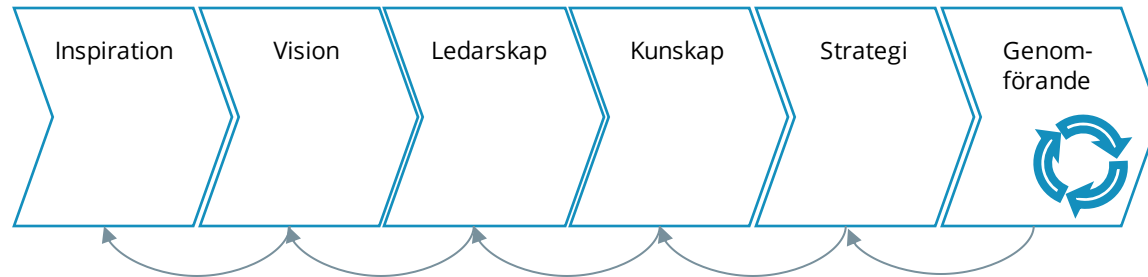 Inspiration
Vision
Ledarskap
Kunskap
Strategi
Genom-
förande